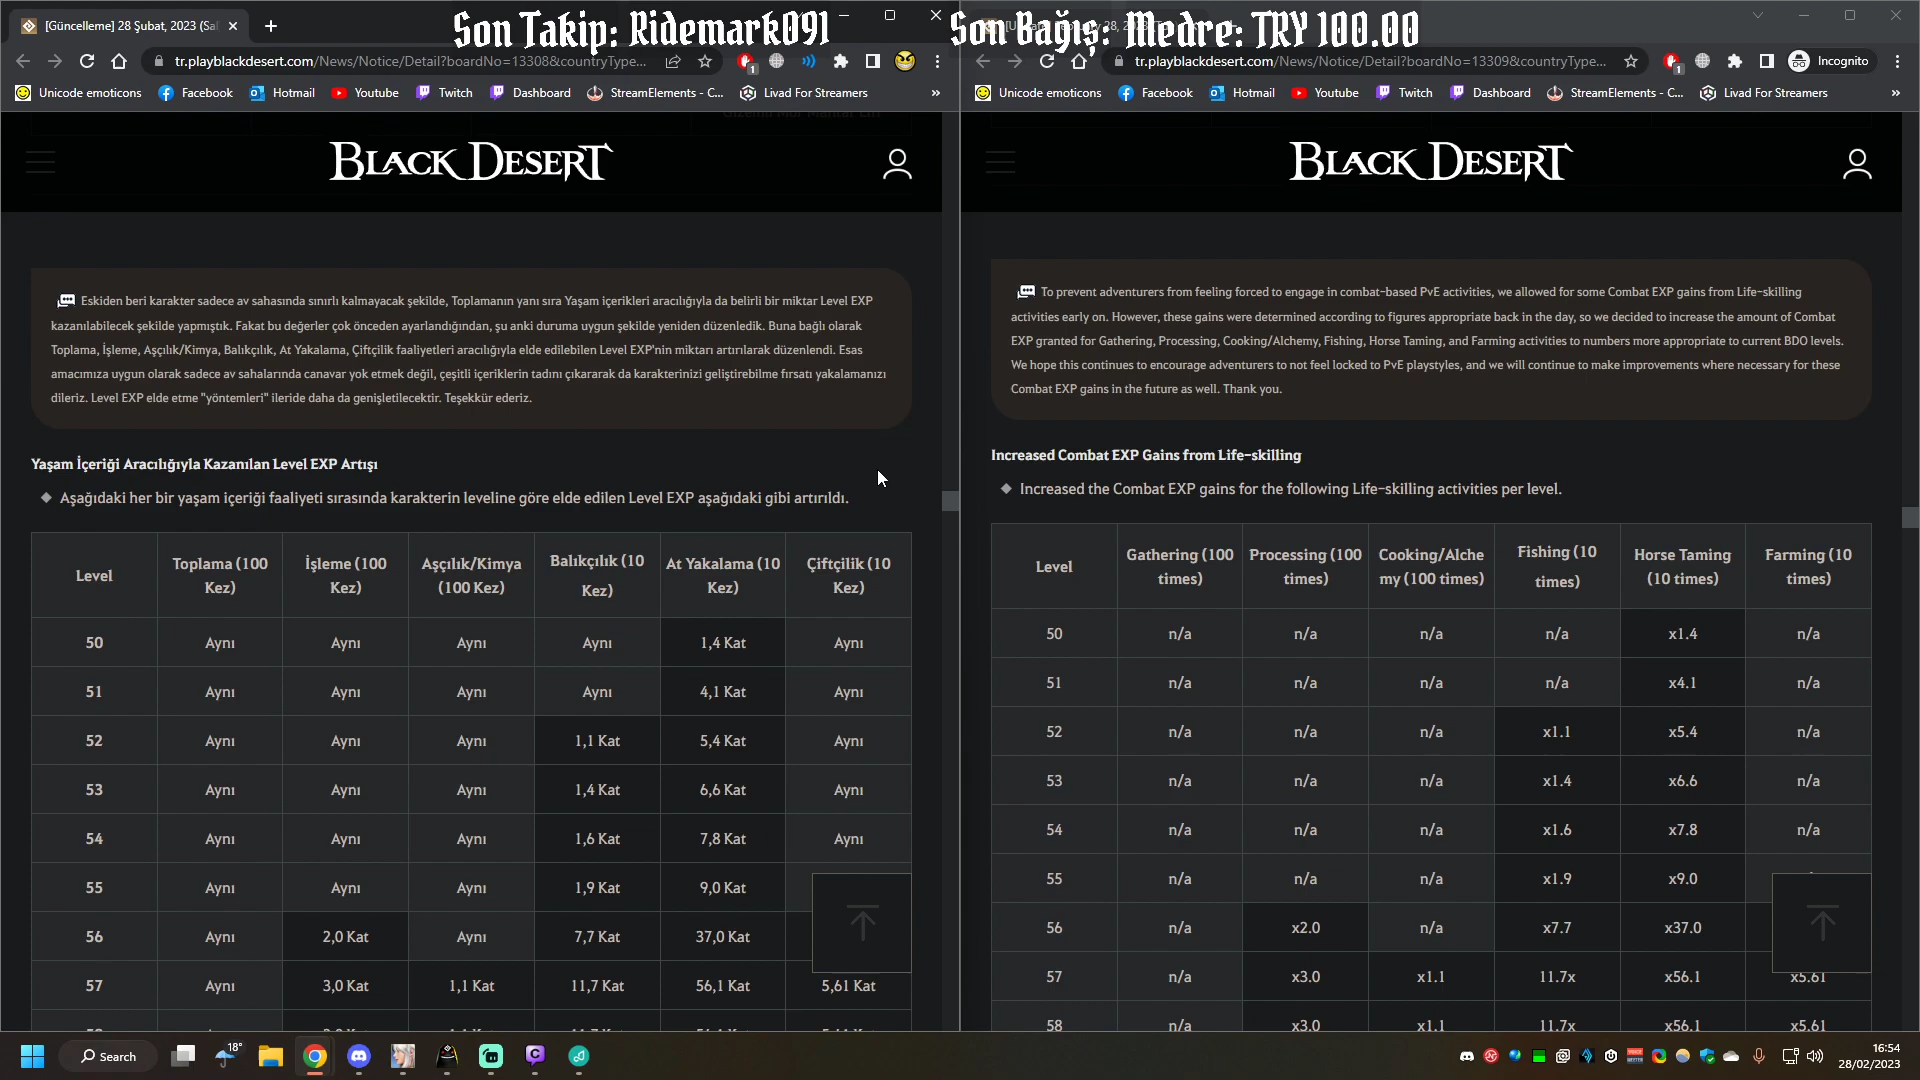 Son Takip: Ridemark091
Son Bağış: Medre: TRY 100.00
[Güncelleme] 28 Şubat, 2023 (Sal
tr.playblackdesert.com/News/Notice/Detail?boardNo=13308&countryType...
Unicode emoticons
Facebook
Hotmail
Youtube
Twitch
Dashboard
StreamElements - C...
Livad For Streamers
BLACK DESERT
Eskiden beri karakter sadece av sahasında sınırlı kalmayacak şekilde, Toplamanın yanı sıra Yaşam içerikleri aracılığıyla da belirli bir miktar Level EXP
kazanılabilecek şekilde yapmıştık. Fakat bu değerler çok önceden ayarlandığından, şu anki duruma uygun şekilde yeniden düzenledik. Buna bağlı olarak
Toplama, İşleme, Aşçılık/Kimya, Balıkçılık, At Yakalama, Çiftçilik faaliyetleri aracılığıyla elde edilebilen Level EXP'nin miktarı artırılarak düzenlendi. Esas
amacımıza uygun olarak sadece av sahalarında canavar yok etmek değil, çeşitli içeriklerin tadını çıkararak da karakterinizi geliştirebilme fırsatı yakalamanızı
dileriz. Level EXP elde etme "yöntemleri" ileride daha da genişletilecektir. Teşekkür ederiz.
Yaşam İçeriği Aracılığıyla Kazanılan Level EXP Artışı
Aşağıdaki her bir yaşam içeriği faaliyeti sırasında karakterin leveline göre elde edilen Level EXP aşağıdaki gibi artırıldı.
Level Toplama (100 Kez) İşleme (100 Kez) Aşçılık/Kimya (100 Kez) Balıkçılık (10 Kez) At Yakalama (10 Kez) Çiftçilik (10 Kez)
50 Aynı Aynı Aynı Aynı 1,4 Kat Aynı
51 Aynı Aynı Aynı Aynı 4,1 Kat Aynı
52 Aynı Aynı Aynı 1,1 Kat 5,4 Kat Aynı
53 Aynı Aynı Aynı 1,4 Kat 6,6 Kat Aynı
54 Aynı Aynı Aynı 1,6 Kat 7,8 Kat Aynı
55 Aynı Aynı Aynı 1,9 Kat 9,0 Kat
56 Aynı 2,0 Kat Aynı 7,7 Kat 37,0 Kat
57 Aynı 3,0 Kat 1,1 Kat 11,7 Kat 56,1 Kat 5,61 Kat
tr.playblackdesert.com/News/Notice/Detail?boardNo=13309&countryType...
Incognito
Unicode emoticons
Facebook
Hotmail
Youtube
Twitch
Dashboard
StreamElements - C...
Livad For Streamers
BLACK DESERT
To prevent adventurers from feeling forced to engage in combat-based PvE activities, we allowed for some Combat EXP gains from Life-skilling
activities early on. However, these gains were determined according to figures appropriate back in the day, so we decided to increase the amount of Combat
EXP granted for Gathering, Processing, Cooking/Alchemy, Fishing, Horse Taming, and Farming activities to numbers more appropriate to current BDO levels.
We hope this continues to encourage adventurers to not feel locked to PvE playstyles, and we will continue to make improvements where necessary for these
Combat EXP gains in the future as well. Thank you.
Increased Combat EXP Gains from Life-skilling
Increased the Combat EXP gains for the following Life-skilling activities per level.
Level Gathering (100 times) Processing (100 times) Cooking/Alche my (100 times) Fishing (10 times) Horse Taming (10 times) Farming (10 times)
50 n/a n/a n/a n/a x1.4 n/a
51 n/a n/a n/a n/a x4.1 n/a
52 n/a n/a n/a x1.1 x5.4 n/a
53 n/a n/a n/a x1.4 x6.6 n/a
54 n/a n/a n/a x1.6 x7.8 n/a
55 n/a n/a n/a x1.9 x9.0
56 n/a x2.0 n/a x7.7 x37.0
57 n/a x3.0 x1.1 11.7x x56.1 x5.61
58 n/a x3.0 x1.1 11.7x x56.1 x5.61
Search
18°
16:54
28/02/2023